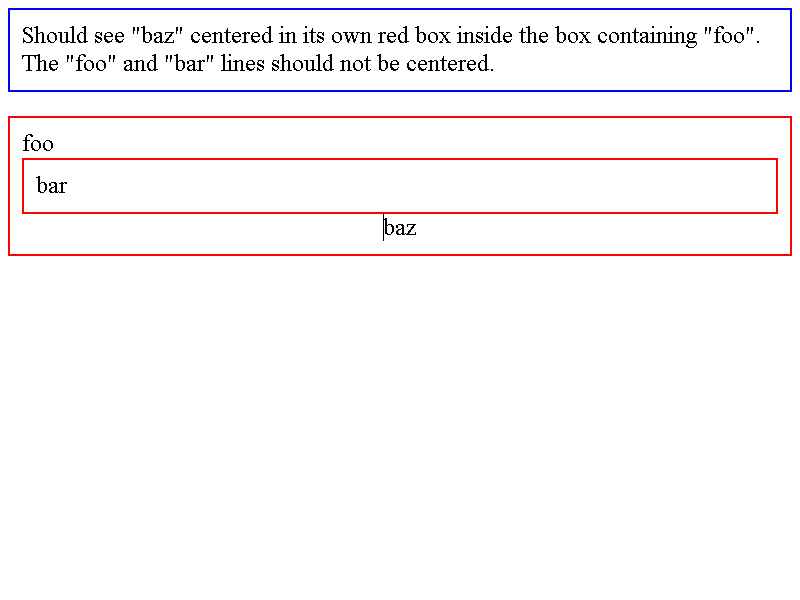 Should see "baz" centered in its own red box inside the box containing "foo".
The "foo" and "bar" lines should not be centered.
foo
bar
baz